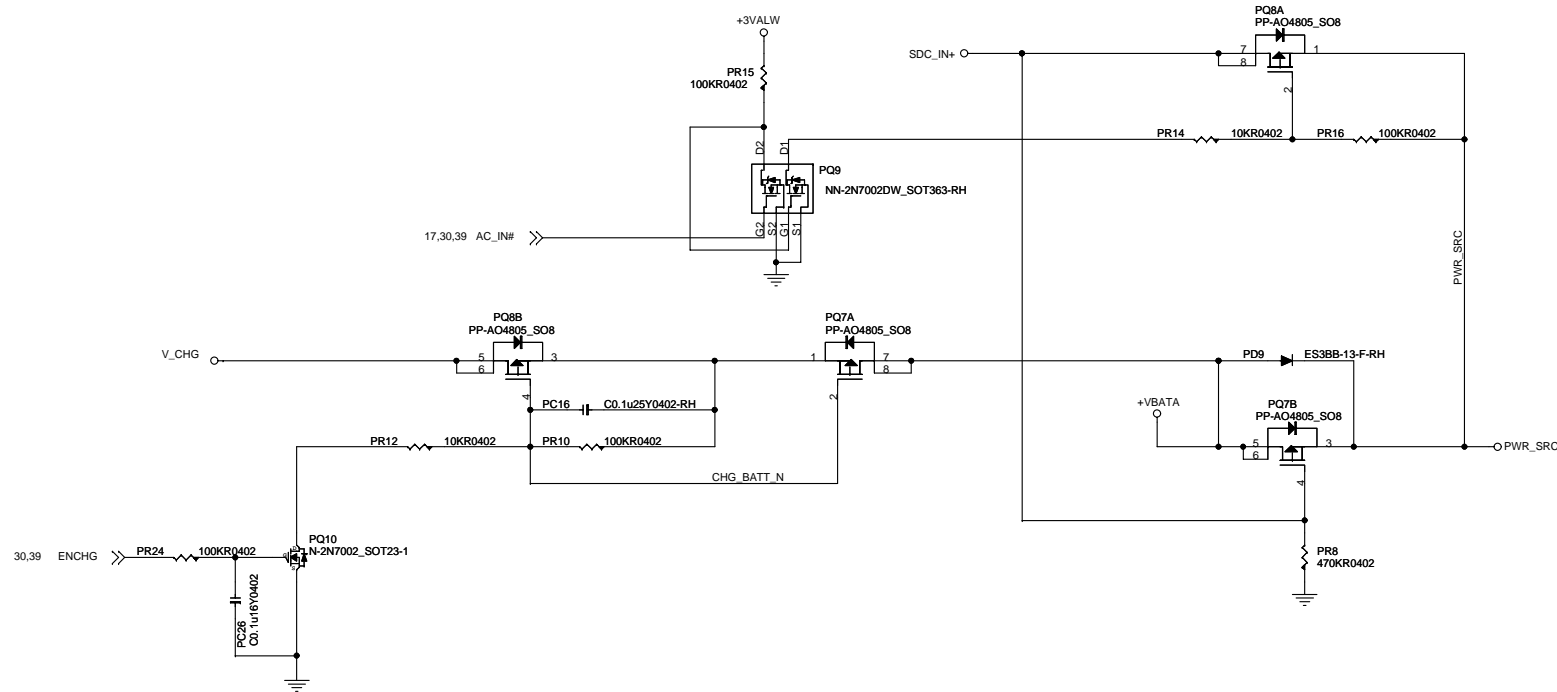 PQ8A
PP-AO4805_SO8
+3VALW
SDC_IN+
7
8
1
2
PR15
100KR0402
PR14
10KR0402
PR16
100KR0402
D2
D1
PQ9
NN-2N7002DW_SOT363-RH
G2
S2
G1
S1
17,30,39 AC_IN#
PWR_SRC
PQ8B
PP-AO4805_SO8
PQ7A
PP-AO4805_SO8
V_CHG
5
6
3
4
1
7
8
2
PD9
ES3BB-13-F-RH
PC16
C0.1u25Y0402-RH
+VBATA
PQ7B
PP-AO4805_SO8
PR12
10KR0402
PR10
100KR0402
5
6
3
4
PWR_SRC
CHG_BATT_N
PQ10
N-2N7002_SOT23-1
30,39 ENCHG
PR24
100KR0402
PR8
470KR0402
PC26
C0.1u16Y0402